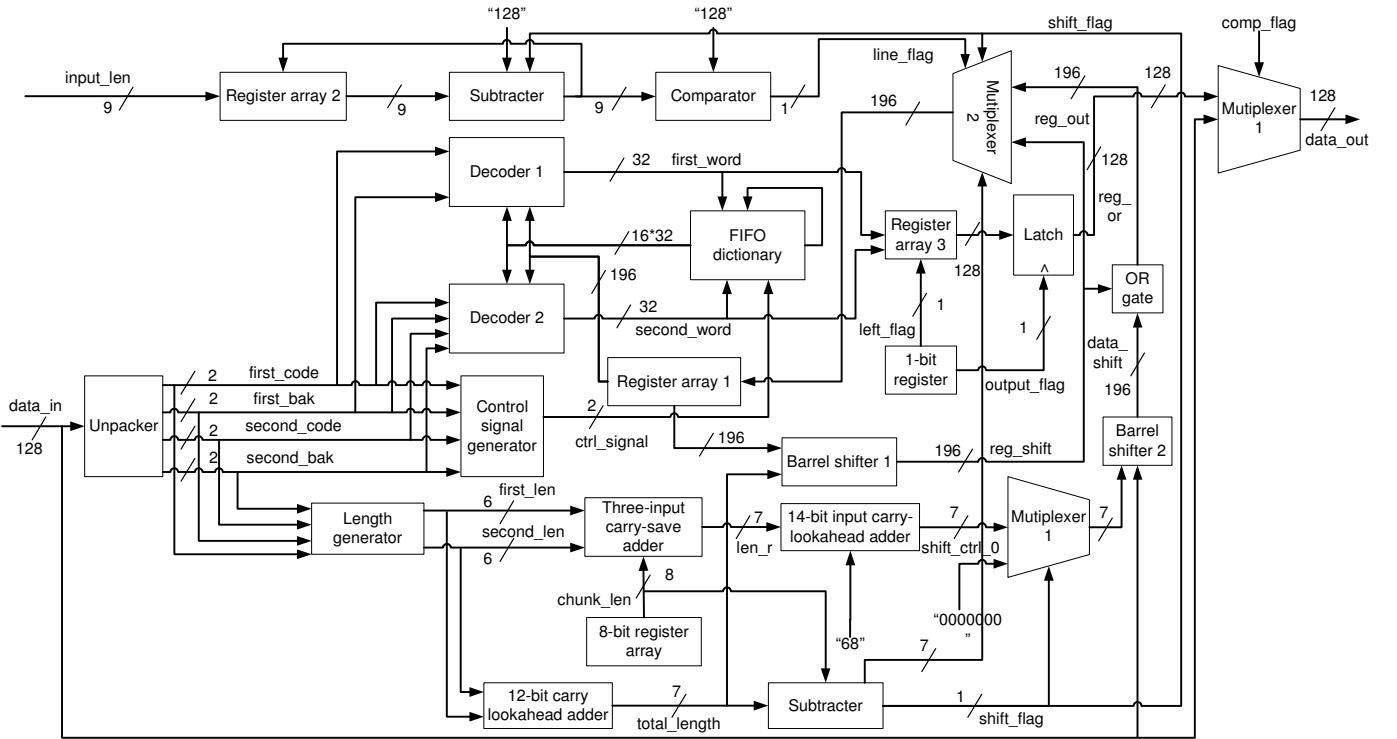 "128"
"128"
shift_flag
comp_flag
input_len
9
Register array 2
9
Subtracter
9
Comparator
1
line_flag
196
Mutiplexer
2
196
128
reg_out
Mutiplexer
1
128
data_out
Decoder 1
32
first_word
128
reg_
or
FIFO
dictionary
16*32
196
Register
array 3
128
Latch
^
OR
gate
Decoder 2
32
second_word
left_flag
1
1
data_
shift
196
1-bit
register
output_flag
Register array 1
data_in
128
Unpacker
2
first_code
2
first_bak
2
second_code
2
second_bak
Control
signal
generator
2
ctrl_signal
196
Barrel shifter 1
196
reg_shift
Barrel
shifter 2
Length
generator
6
first_len
second_len
6
Three-input
carry-save
adder
7
len_r
14-bit input carry-
lookahead adder
7
shift_ctrl_0
Mutiplexer
1
7
chunk_len
8
8-bit register
array
"68"
"0000000
"
7
12-bit carry
lookahead adder
7
total_length
Subtracter
1
shift_flag